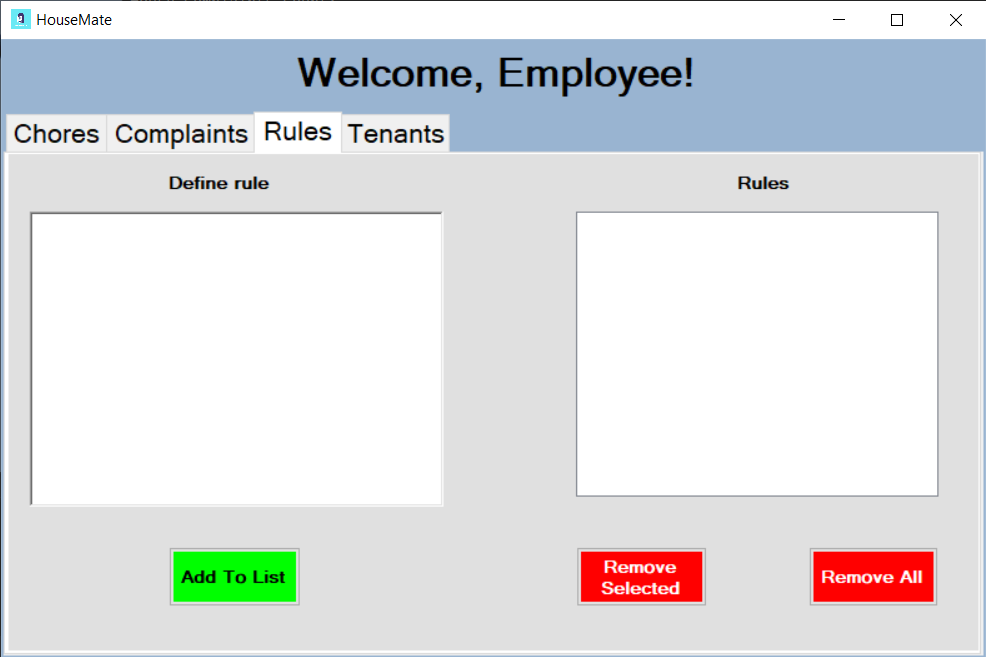 HouseMate
Welcome, Employee!
Chores Complaints Rules Tenants
Define rule
Rules
Add To List
Remove
Selected
Remove All